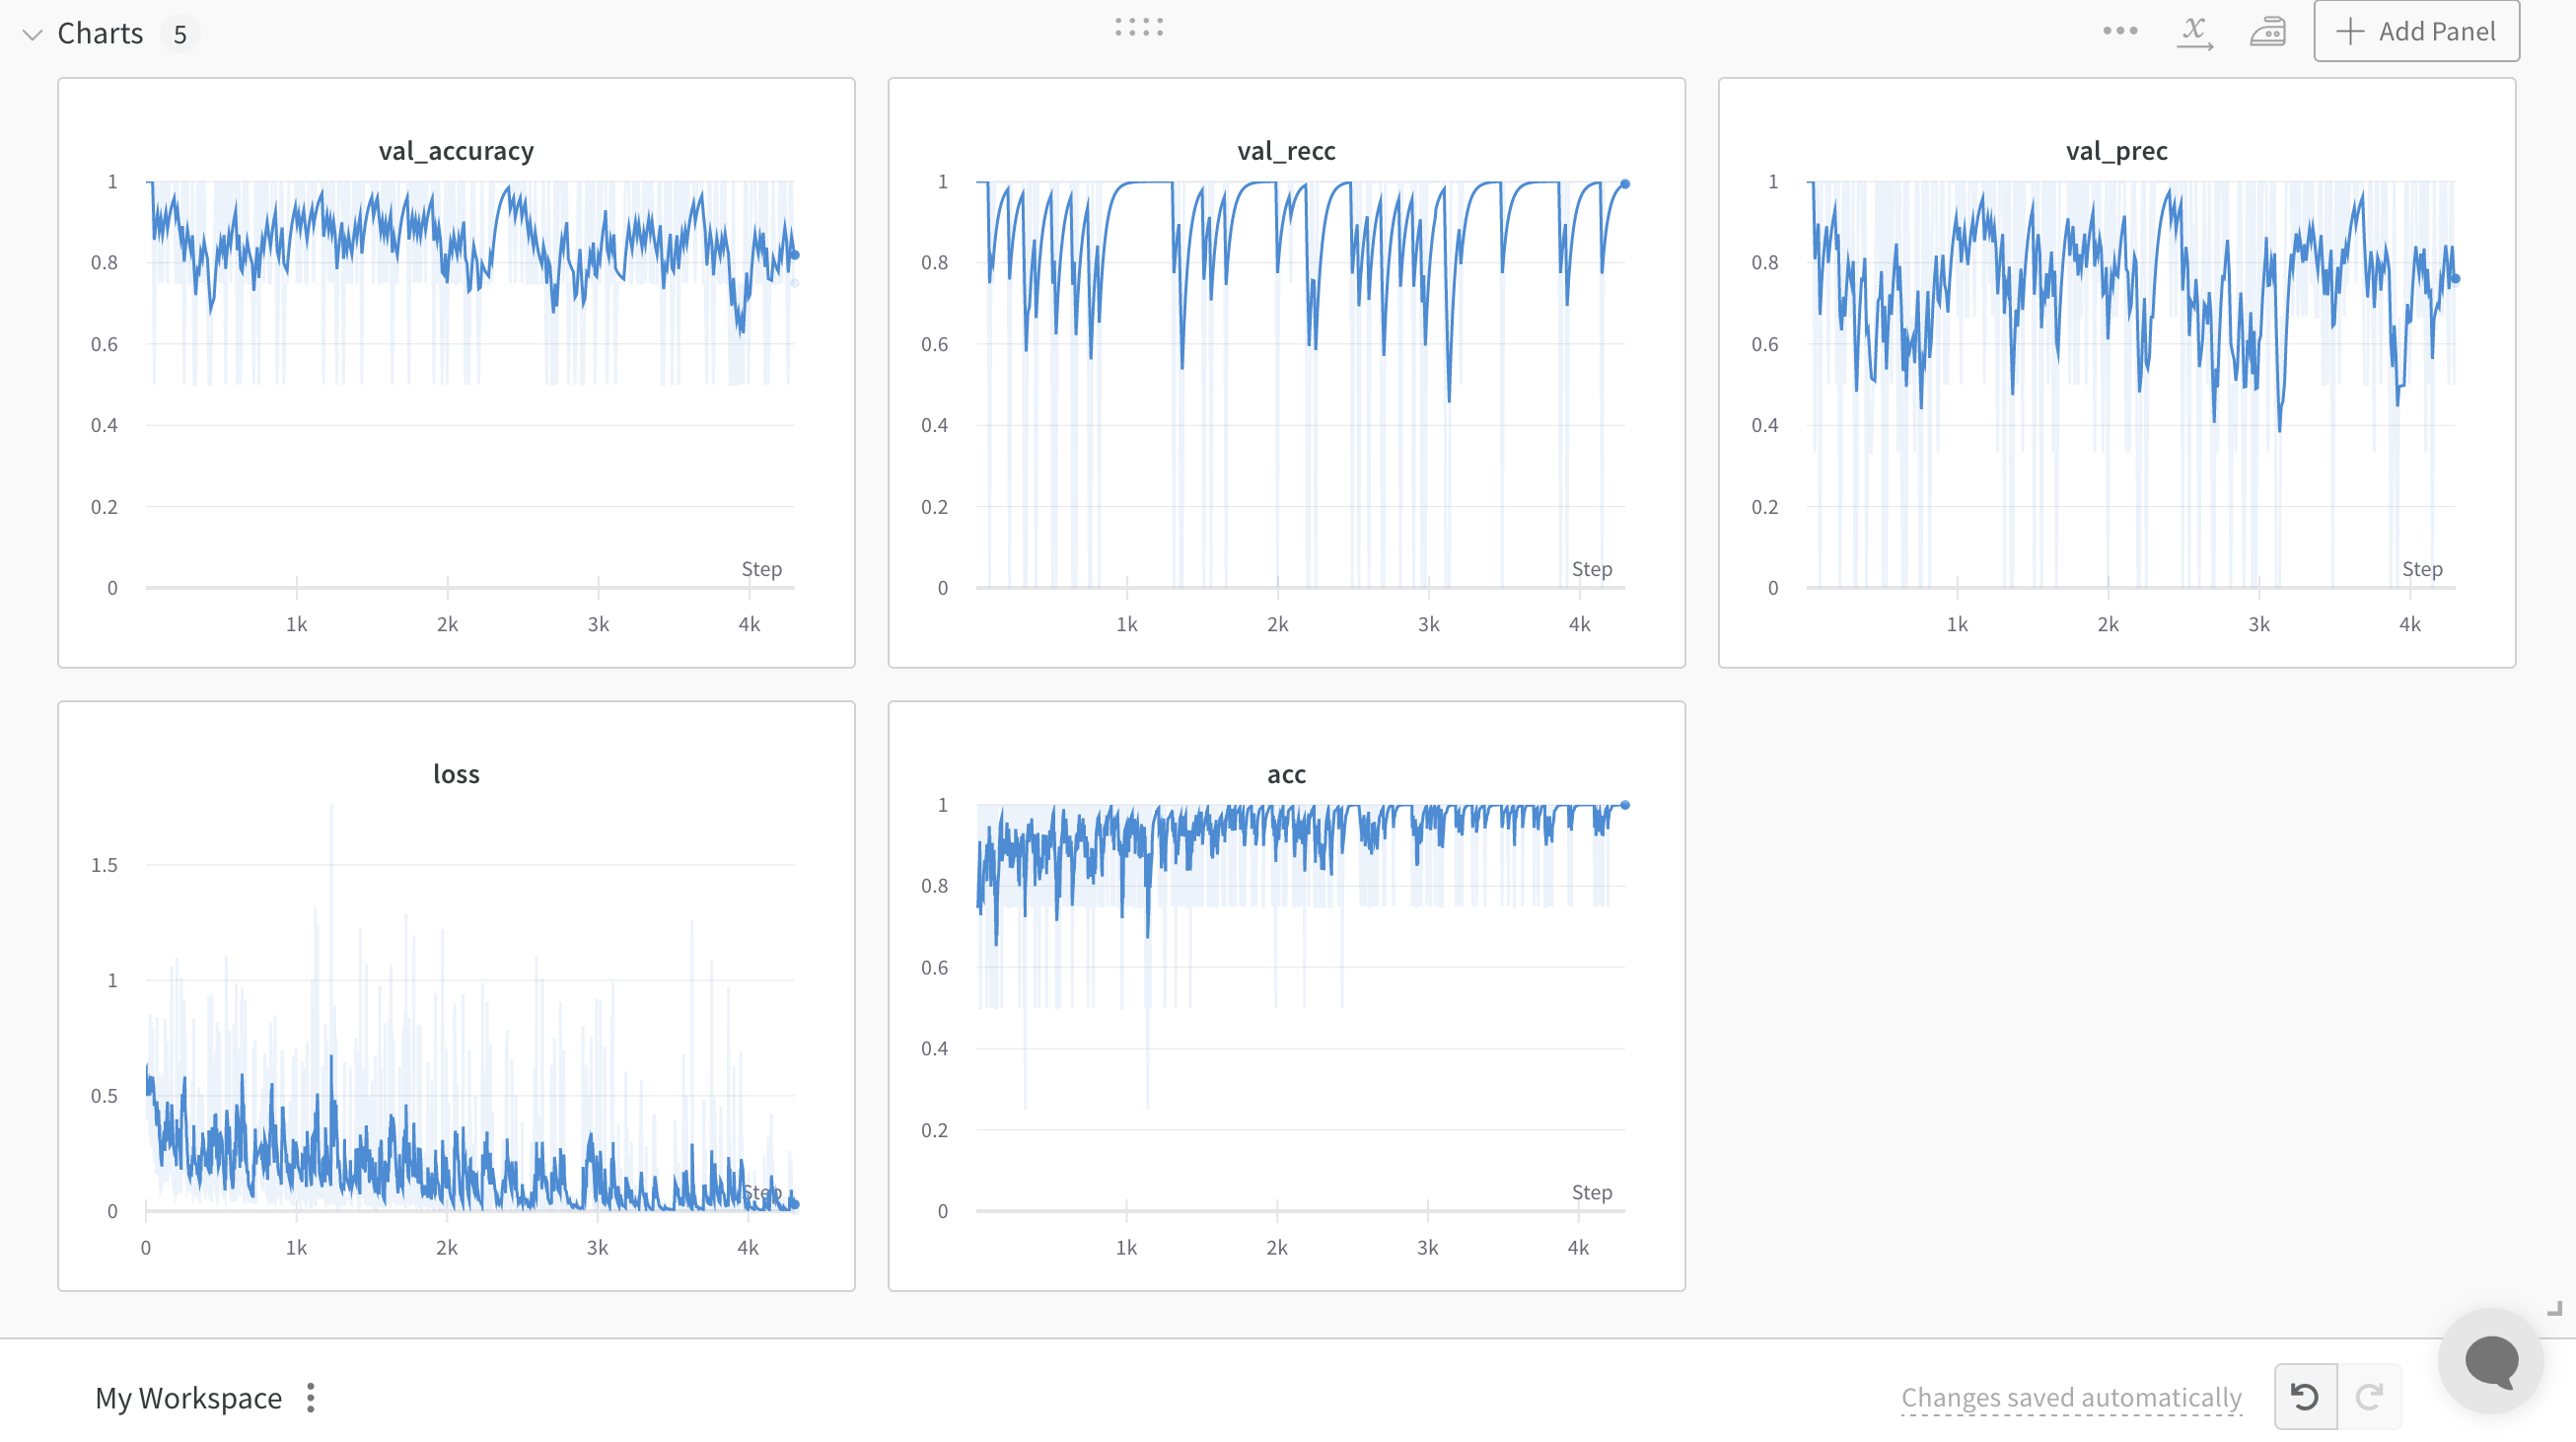 Charts 5
Add Panel
val_accuracy
1
0.8
0.6
0.4
0.2
0
Step
1k 2k 3k 4k
val_recc
1
0.8
0.6
0.4
0.2
0
Step
1k 2k 3k 4k
val_prec
1
0.8
0.6
0.4
0.2
0
Step
1k 2k 3k 4k
loss
1.5
1
0.5
0
Step
0 1k 2k 3k 4k
acc
1
0.8
0.6
0.4
0.2
0
Step
1k 2k 3k 4k
My Workspace
Changes saved automatically